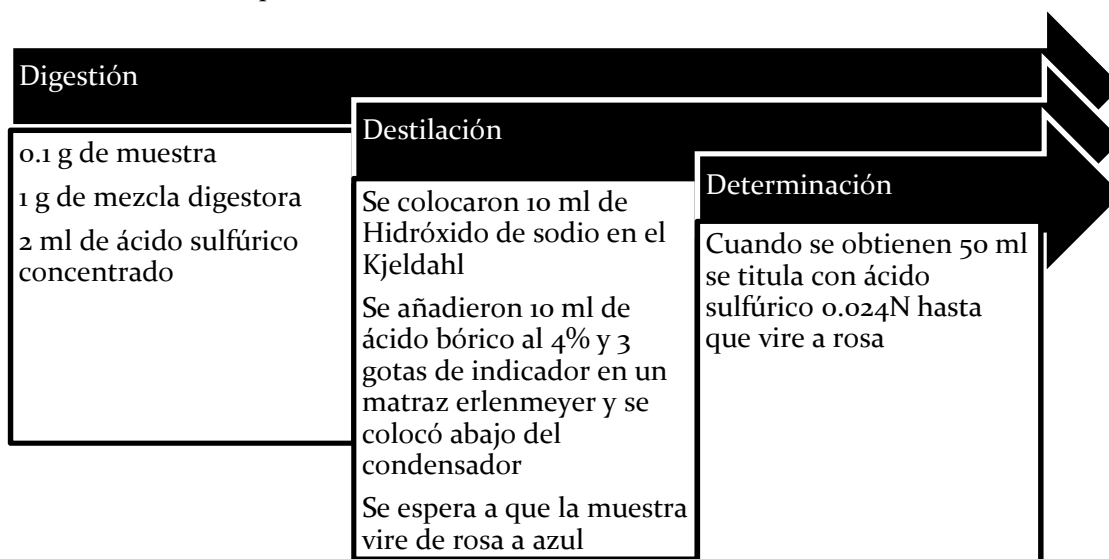 Digestión
0.1 g de muestra
1 g de mezcla digestora
2 ml de ácido sulfúrico
concentrado
Destilación
Se colocaron 10 ml de
Hidróxido de sodio en el
Kjeldahl
Se añadieron 10 ml de
ácido bórico al 4% y 3
gotas de indicador en un
matraz erlenmeyer y se
colocó abajo del
condensador
Se espera a que la muestra
vire de rosa a azul
Determinación
Cuando se obtienen 50 ml
se titula con ácido
sulfúrico 0.024N hasta
que vire a rosa